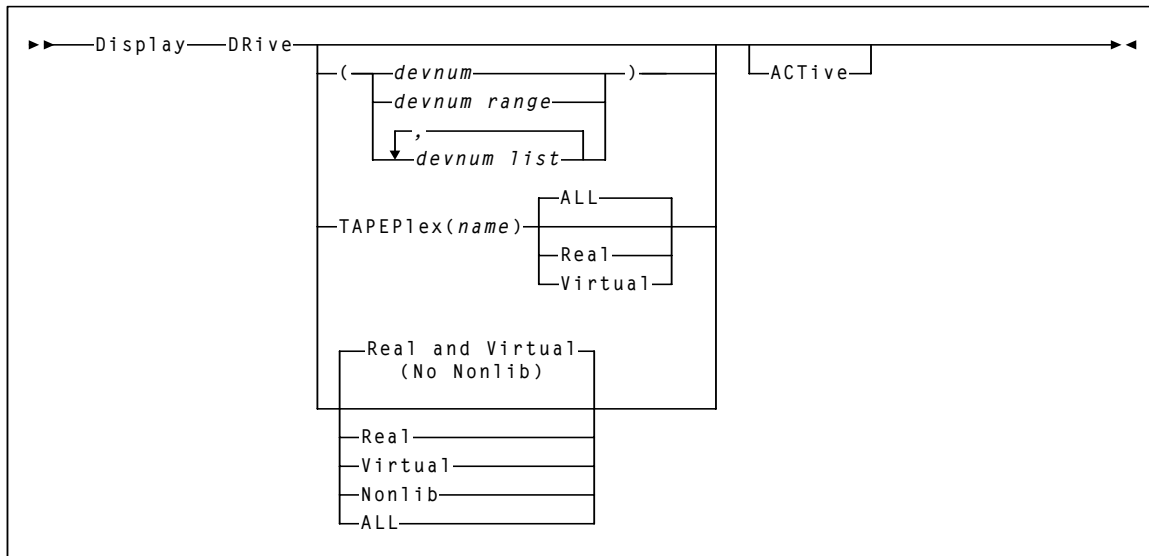 Display DRive
( devnum )
ACTive
devnum range
,
devnum list
ALL
TAPEPlex(name)
Real
Virtual
Real and Virtual
(No Nonlib)
Real
Virtual
Nonlib
ALL